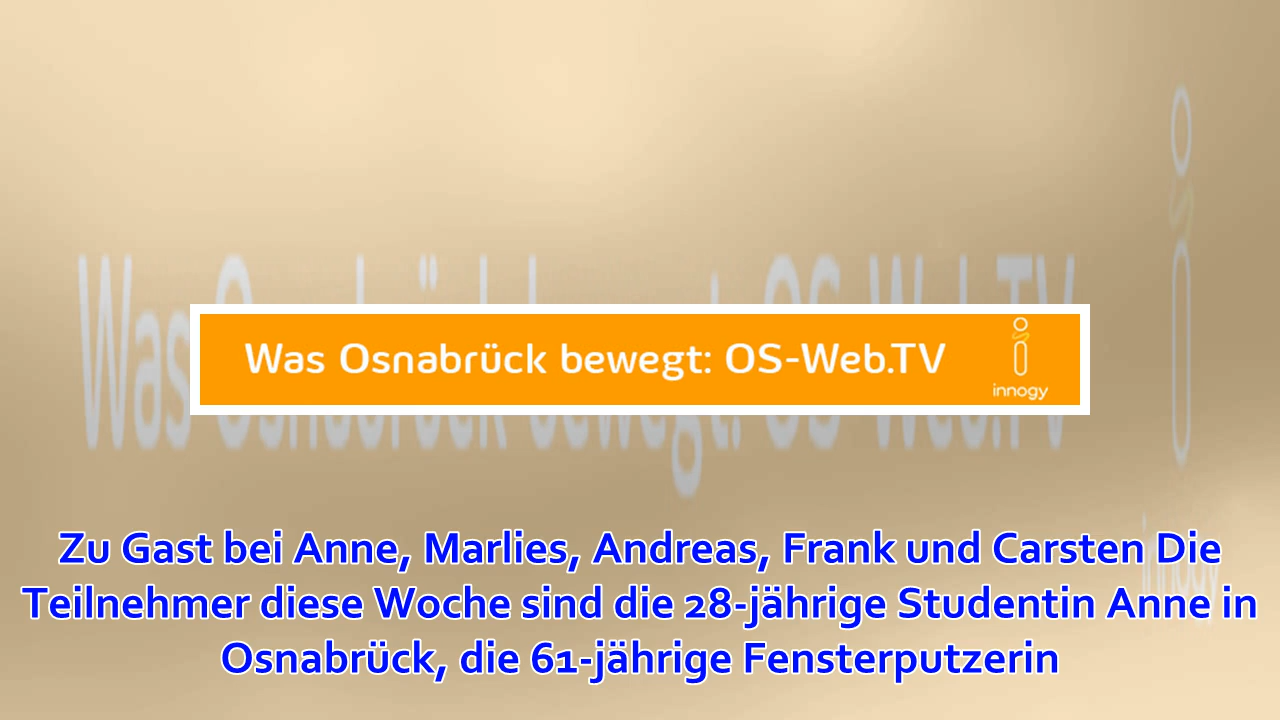 Was Osnabrück bewegt: OS-Web.TV
innogy
Zu Gast bei Anne, Marlies, Andreas, Frank und Carsten Die
Teilnehmer diese Woche sind die 28-jährige Studentin Anne in
Osnabrück, die 61-jährige Fensterputzerin